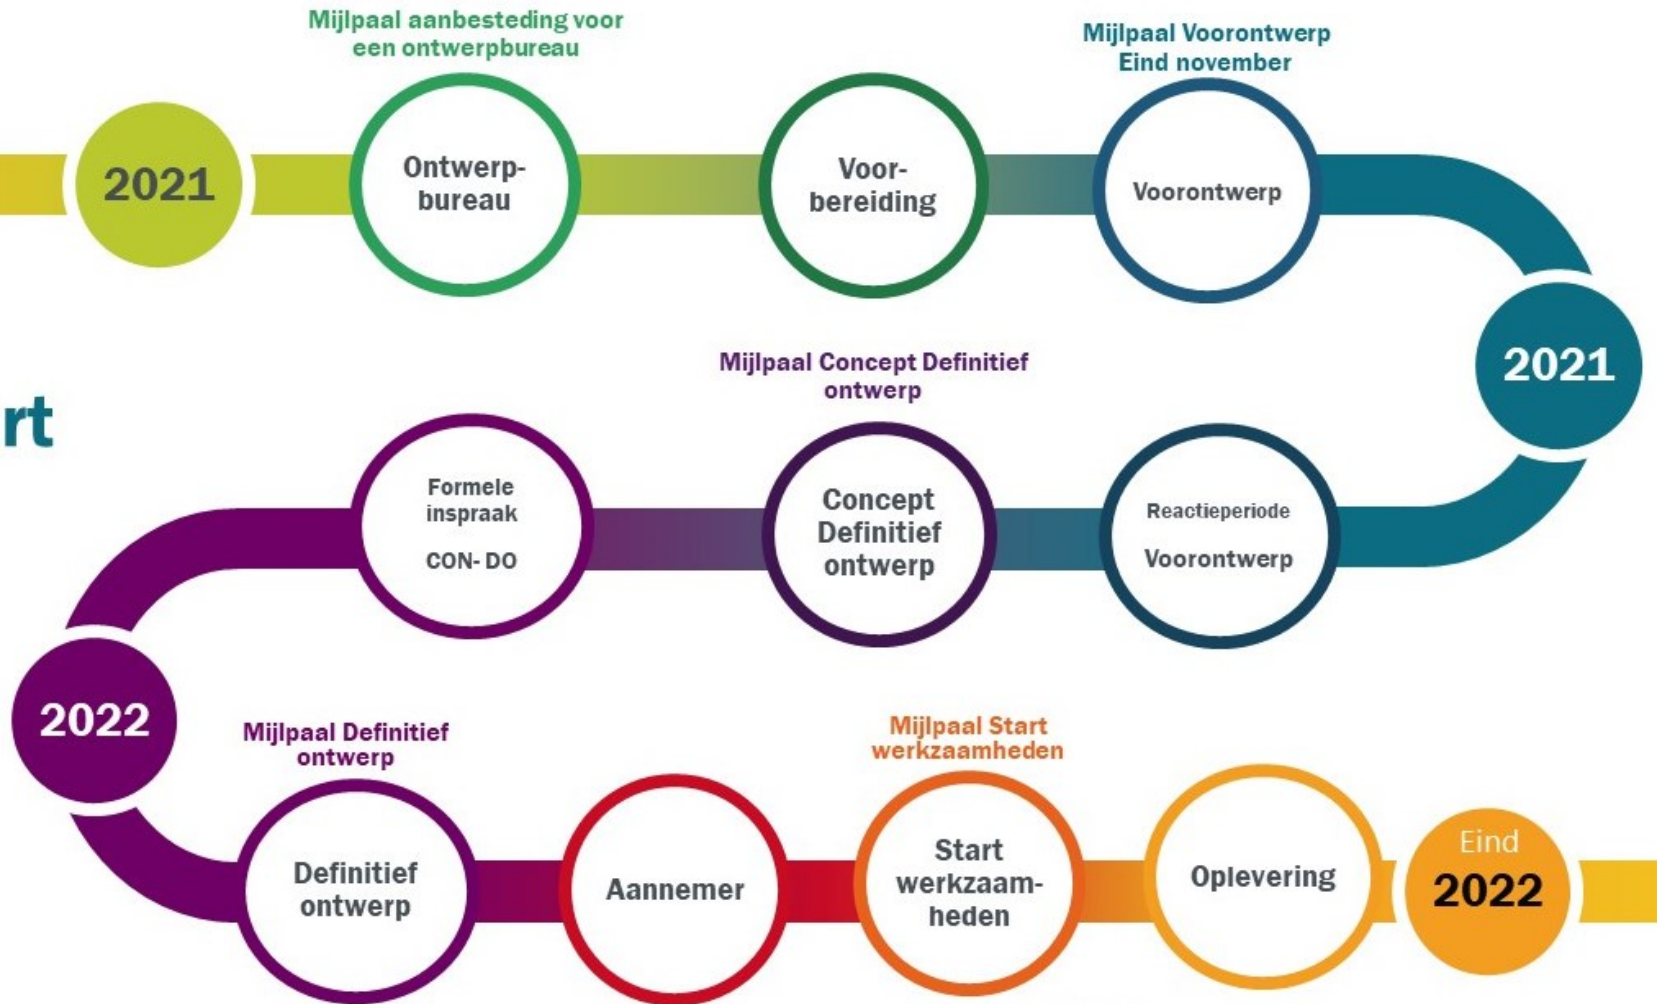 Mijlpaal aanbesteding voor
een ontwerpbureau
Mijlpaal Voorontwerp
Eind november
2021
Ontwerp-
bureau
Voor-
bereiding
Voorontwerp
2021
Mijlpaal Concept Definitief
ontwerp
rt
Reactieperiode
Voorontwerp
Concept
Definitief
ontwerp
Formele
inspraak
CON- DO
2022
Mijlpaal Definitief
ontwerp
Mijlpaal Start
werkzaamheden
Definitief
ontwerp
Aannemer
Start
werkzaam-
heden
Oplevering
Eind
2022